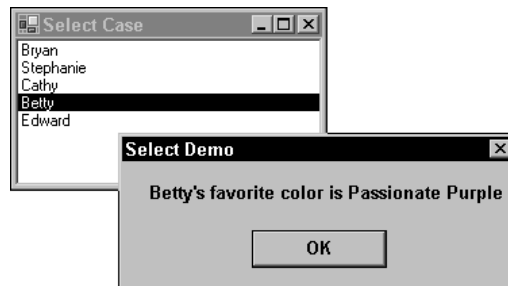 Select Case
Bryan
Stephanie
Cathy
Betty
Edward
Select Demo
Betty's favorite color is Passionate Purple
OK